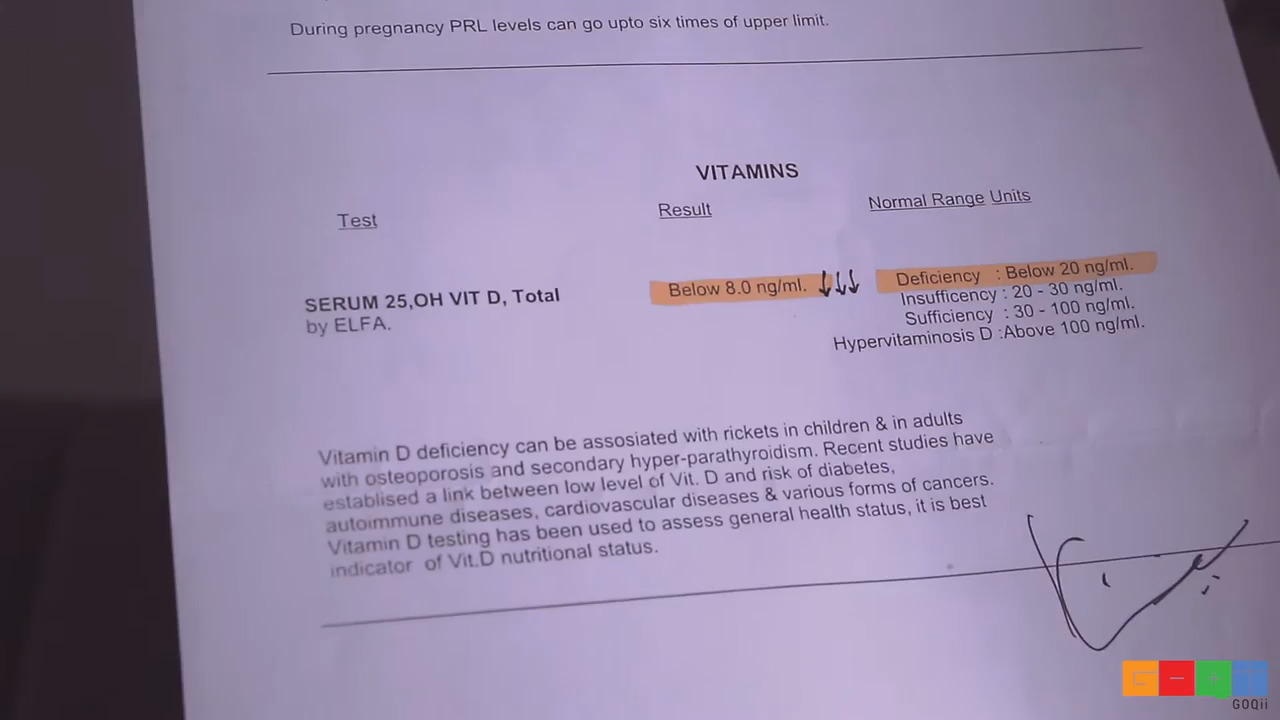 During pregnancy PRL levels can go upto six times of upper limit.
VITAMINS
Test Result Normal Range Units
SERUM 25,OH VIT D, Total Below 8.0 ng/ml. ↓↓↓ Deficiency : Below 20 ng/ml.
by ELFA. Insufficency : 20 - 30 ng/ml.
Sufficiency : 30 - 100 ng/ml.
Hypervitaminosis D :Above 100 ng/ml.
Vitamin D deficiency can be assosiated with rickets in children & in adults
with osteoporosis and secondary hyper-parathyroidism. Recent studies have
establised a link between low level of Vit. D and risk of diabetes,
autoimmune diseases, cardiovascular diseases & various forms of cancers.
Vitamin D testing has been used to assess general health status, it is best
indicator of Vit.D nutritional status.
GOQii